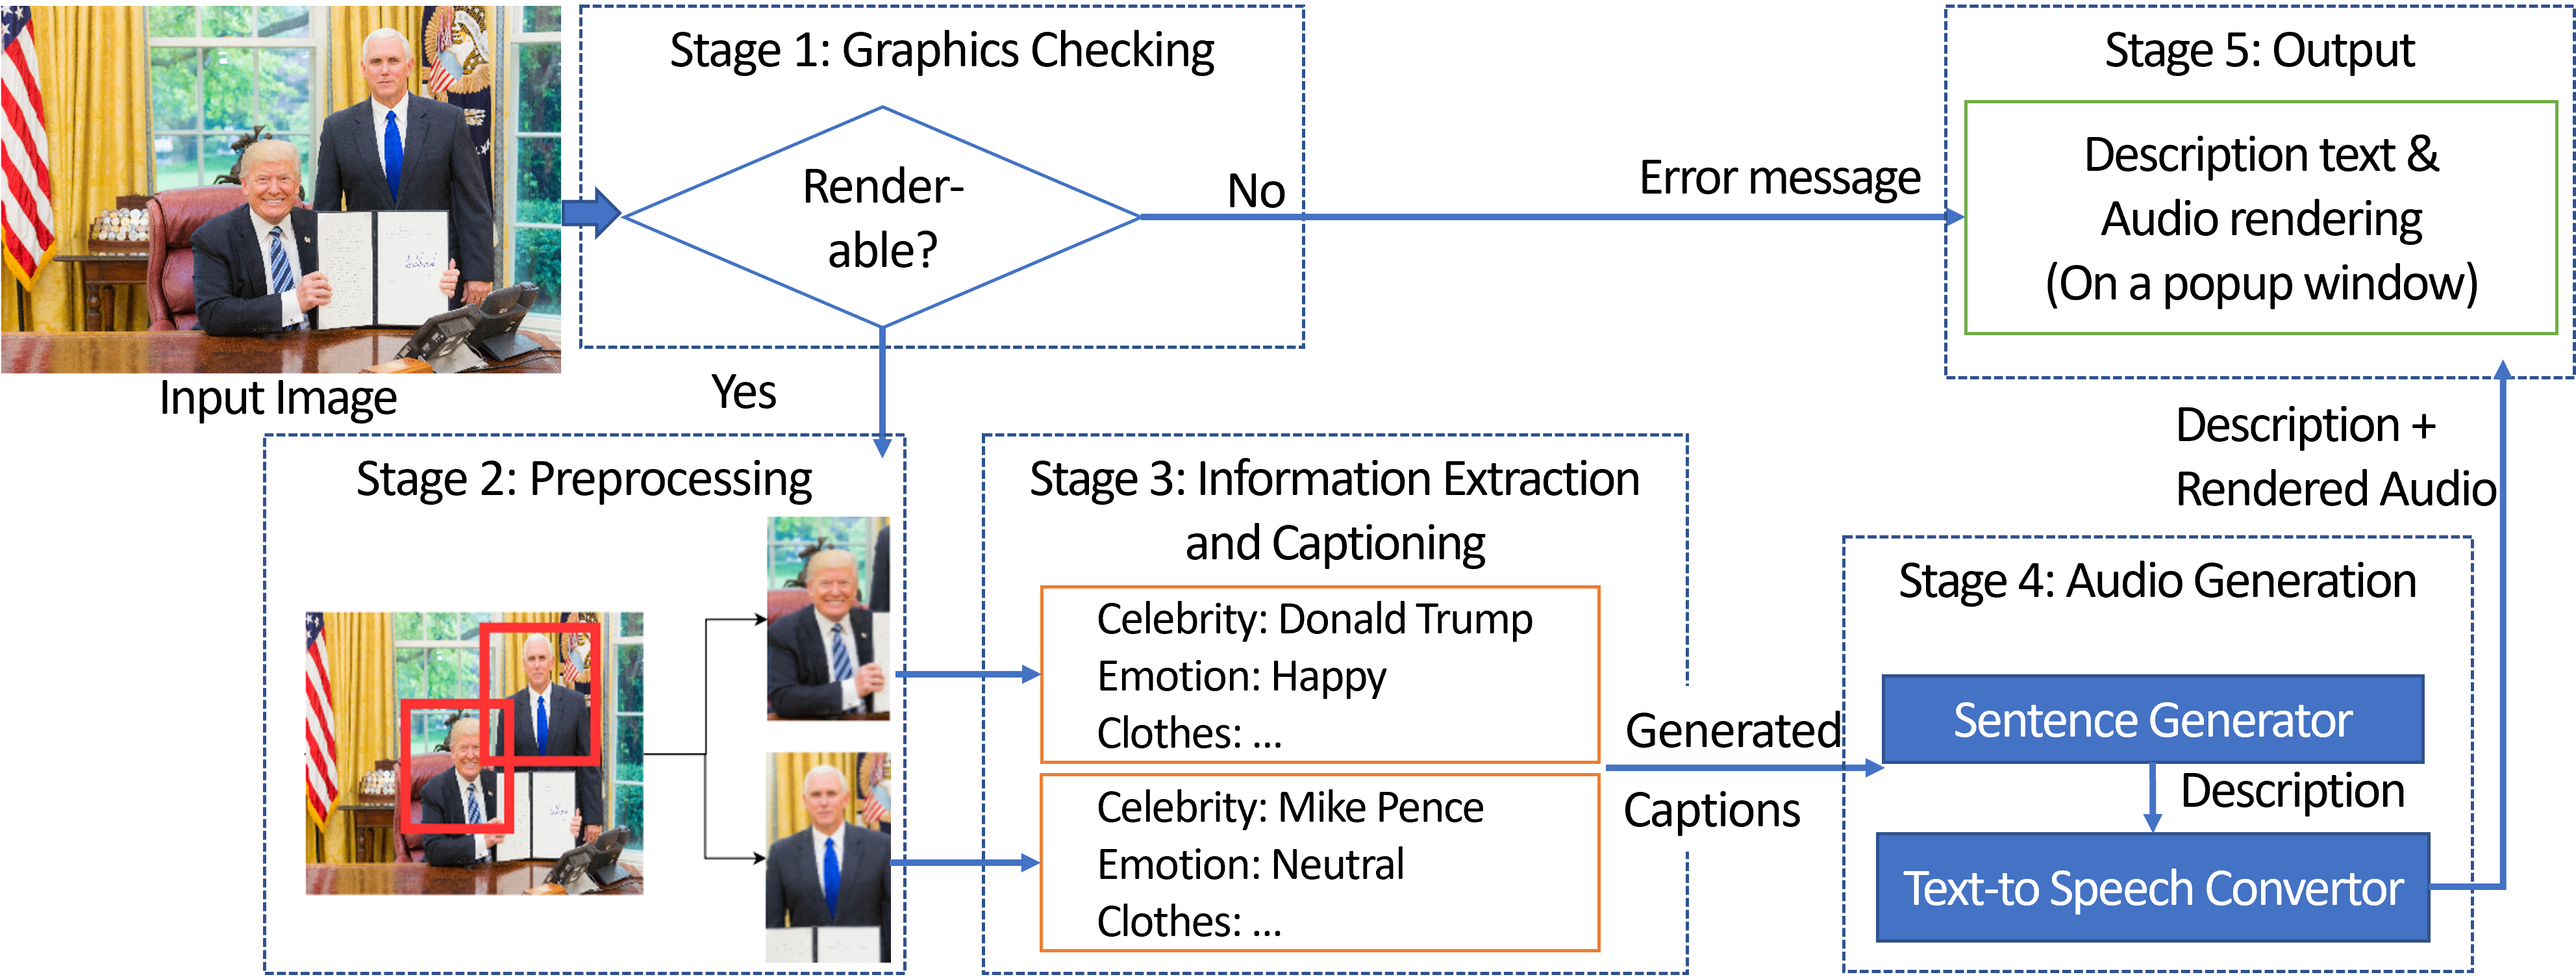 Stage 1: Graphics Checking
Render-
able?
No
Error message
Yes
Input Image
Stage 5: Output
Description text &
Audio rendering
(On a popup window)
Stage 2: Preprocessing
Stage 3: Information Extraction
and Captioning
Celebrity: Donald Trump
Emotion: Happy
Clothes: ...
Celebrity: Mike Pence
Emotion: Neutral
Clothes: ...
Generated
Captions
Stage 4: Audio Generation
Sentence Generator
Description
Text-to Speech Convertor
Description +
Rendered Audio